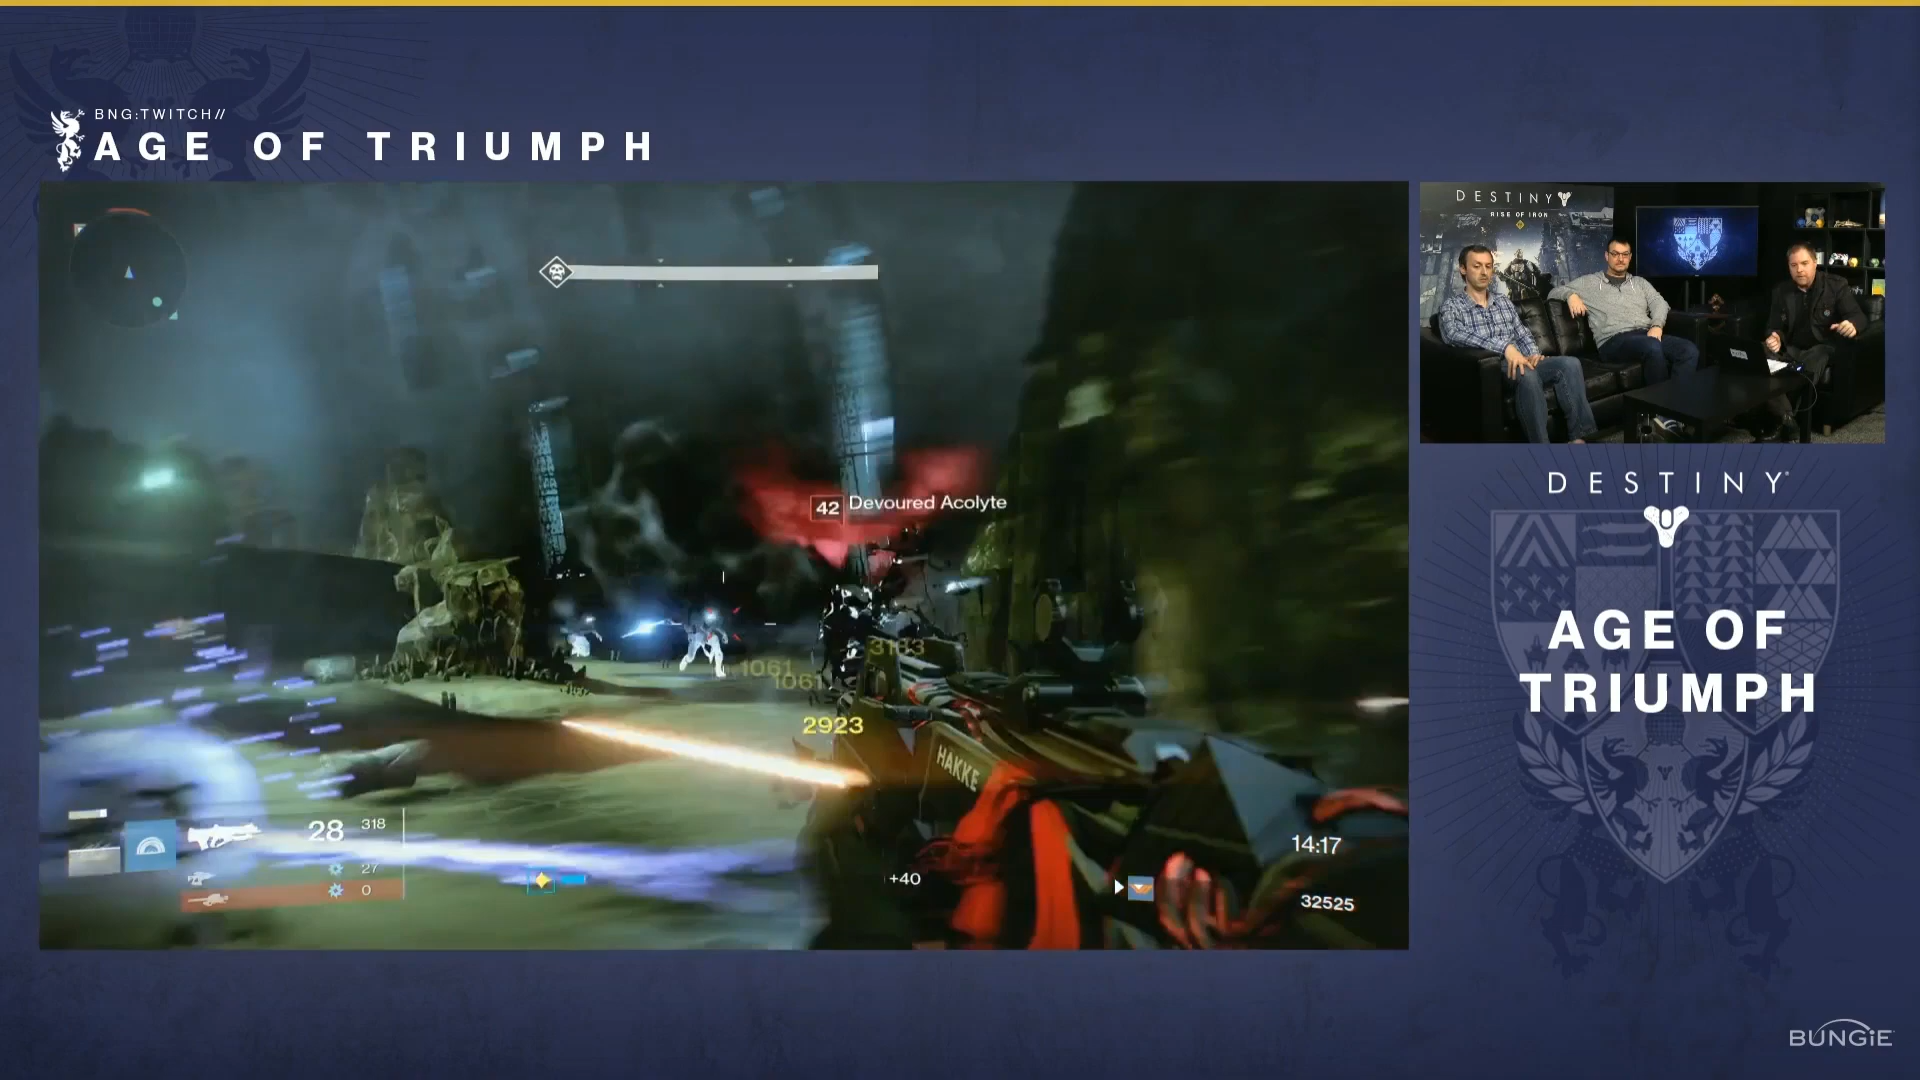 BNG:TWITCH//
AGE OF TRIUMPH
DESTINY
RISE OF IRON
42 Devoured Acolyte
3183
1061
1061
2923
HAKKE
28 318
27
0
+40
14:17
32525
DESTINY
AGE OF
TRIUMPH
BUNGiE